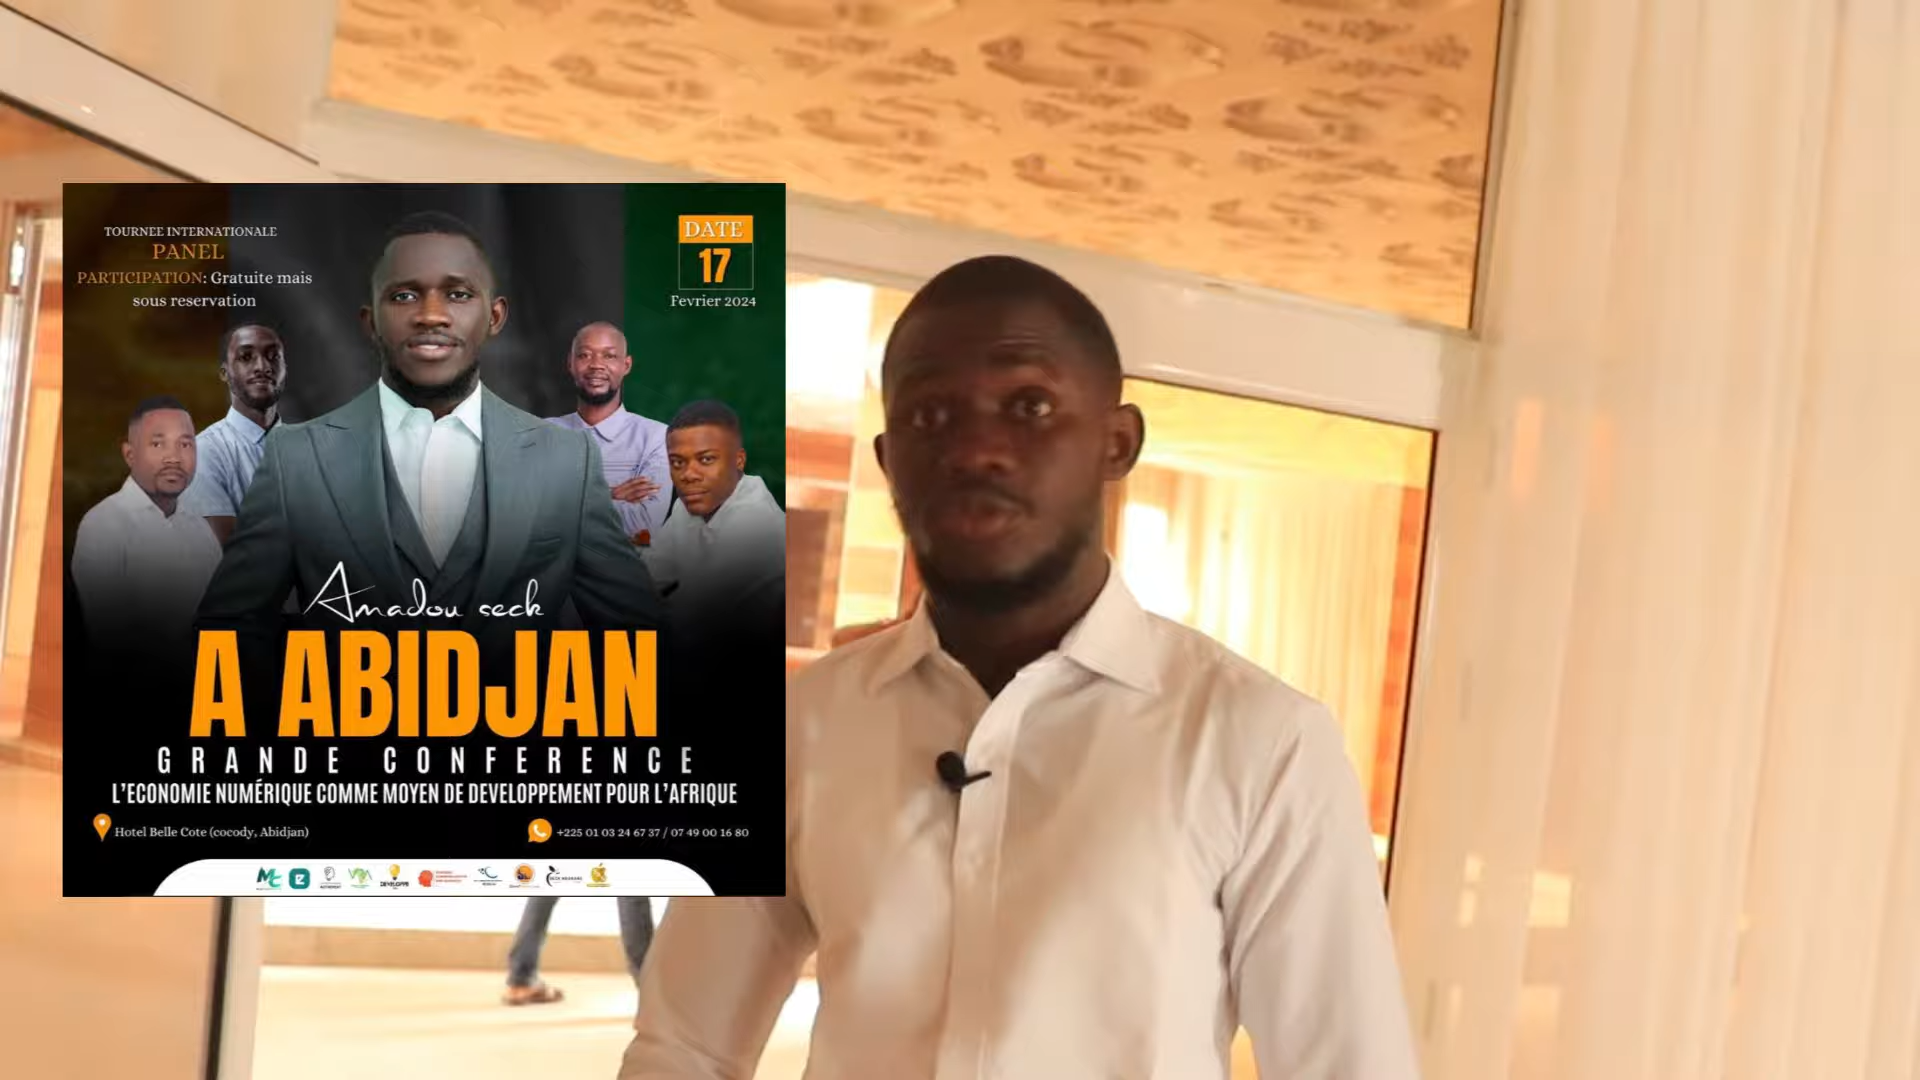 TOURNEE INTERNATIONALE
PANEL
PARTICIPATION: Gratuite mais
sous reservation
DATE
17
Fevrier 2024
Amadou seck
A ABIDJAN
GRANDE CONFERENCE
L'ECONOMIE NUMÉRIQUE COMME MOYEN DE DEVELOPPEMENT POUR L'AFRIQUE
Hotel Belle Cote (cocody, Abidjan)
+225 01 03 24 67 37 / 07 49 00 16 80